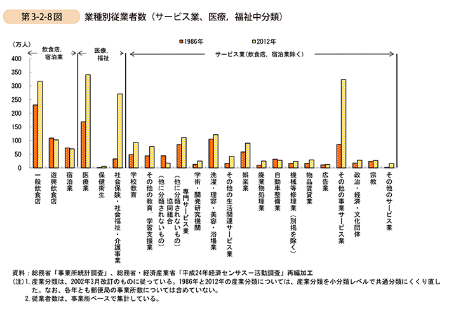 第3-2-8図 業種別従業者数（サービス業、医療，福祉中分類）
（万人）
■1986年 ■2012年
飲食店，宿泊業
医療，福祉
サービス業(飲食店，宿泊業除く)
400
350
300
250
200
150
100
50
0
一般飲食店
遊興飲食店
宿泊業
医療業
保健衛生
社会保険・社会福祉・介護事業
学校教育
その他の教育，学習支援業
協同組合（他に分類されないもの）
専門サービス業（他に分類されないもの）
学術・開発研究機関
洗濯・理容・美容・浴場業
その他の生活関連サービス業
娯楽業
廃棄物処理業
自動車整備業
機械等修理業（別掲を除く）
物品賃貸業
広告業
その他の事業サービス業
政治・経済・文化団体
宗教
その他のサービス業
資料：総務省「事業所統計調査」、総務省・経済産業省「平成24年経済センサス－活動調査」再編加工
（注）1．産業分類は、2002年3月改訂のものに従っている。1986年と2012年の産業分類については、産業分類を小分類レベルで共通分類にくくり直し
た。なお、各年とも郵便局の事業所数については含めていない。
2．従業者数は、事業所ベースで集計している。